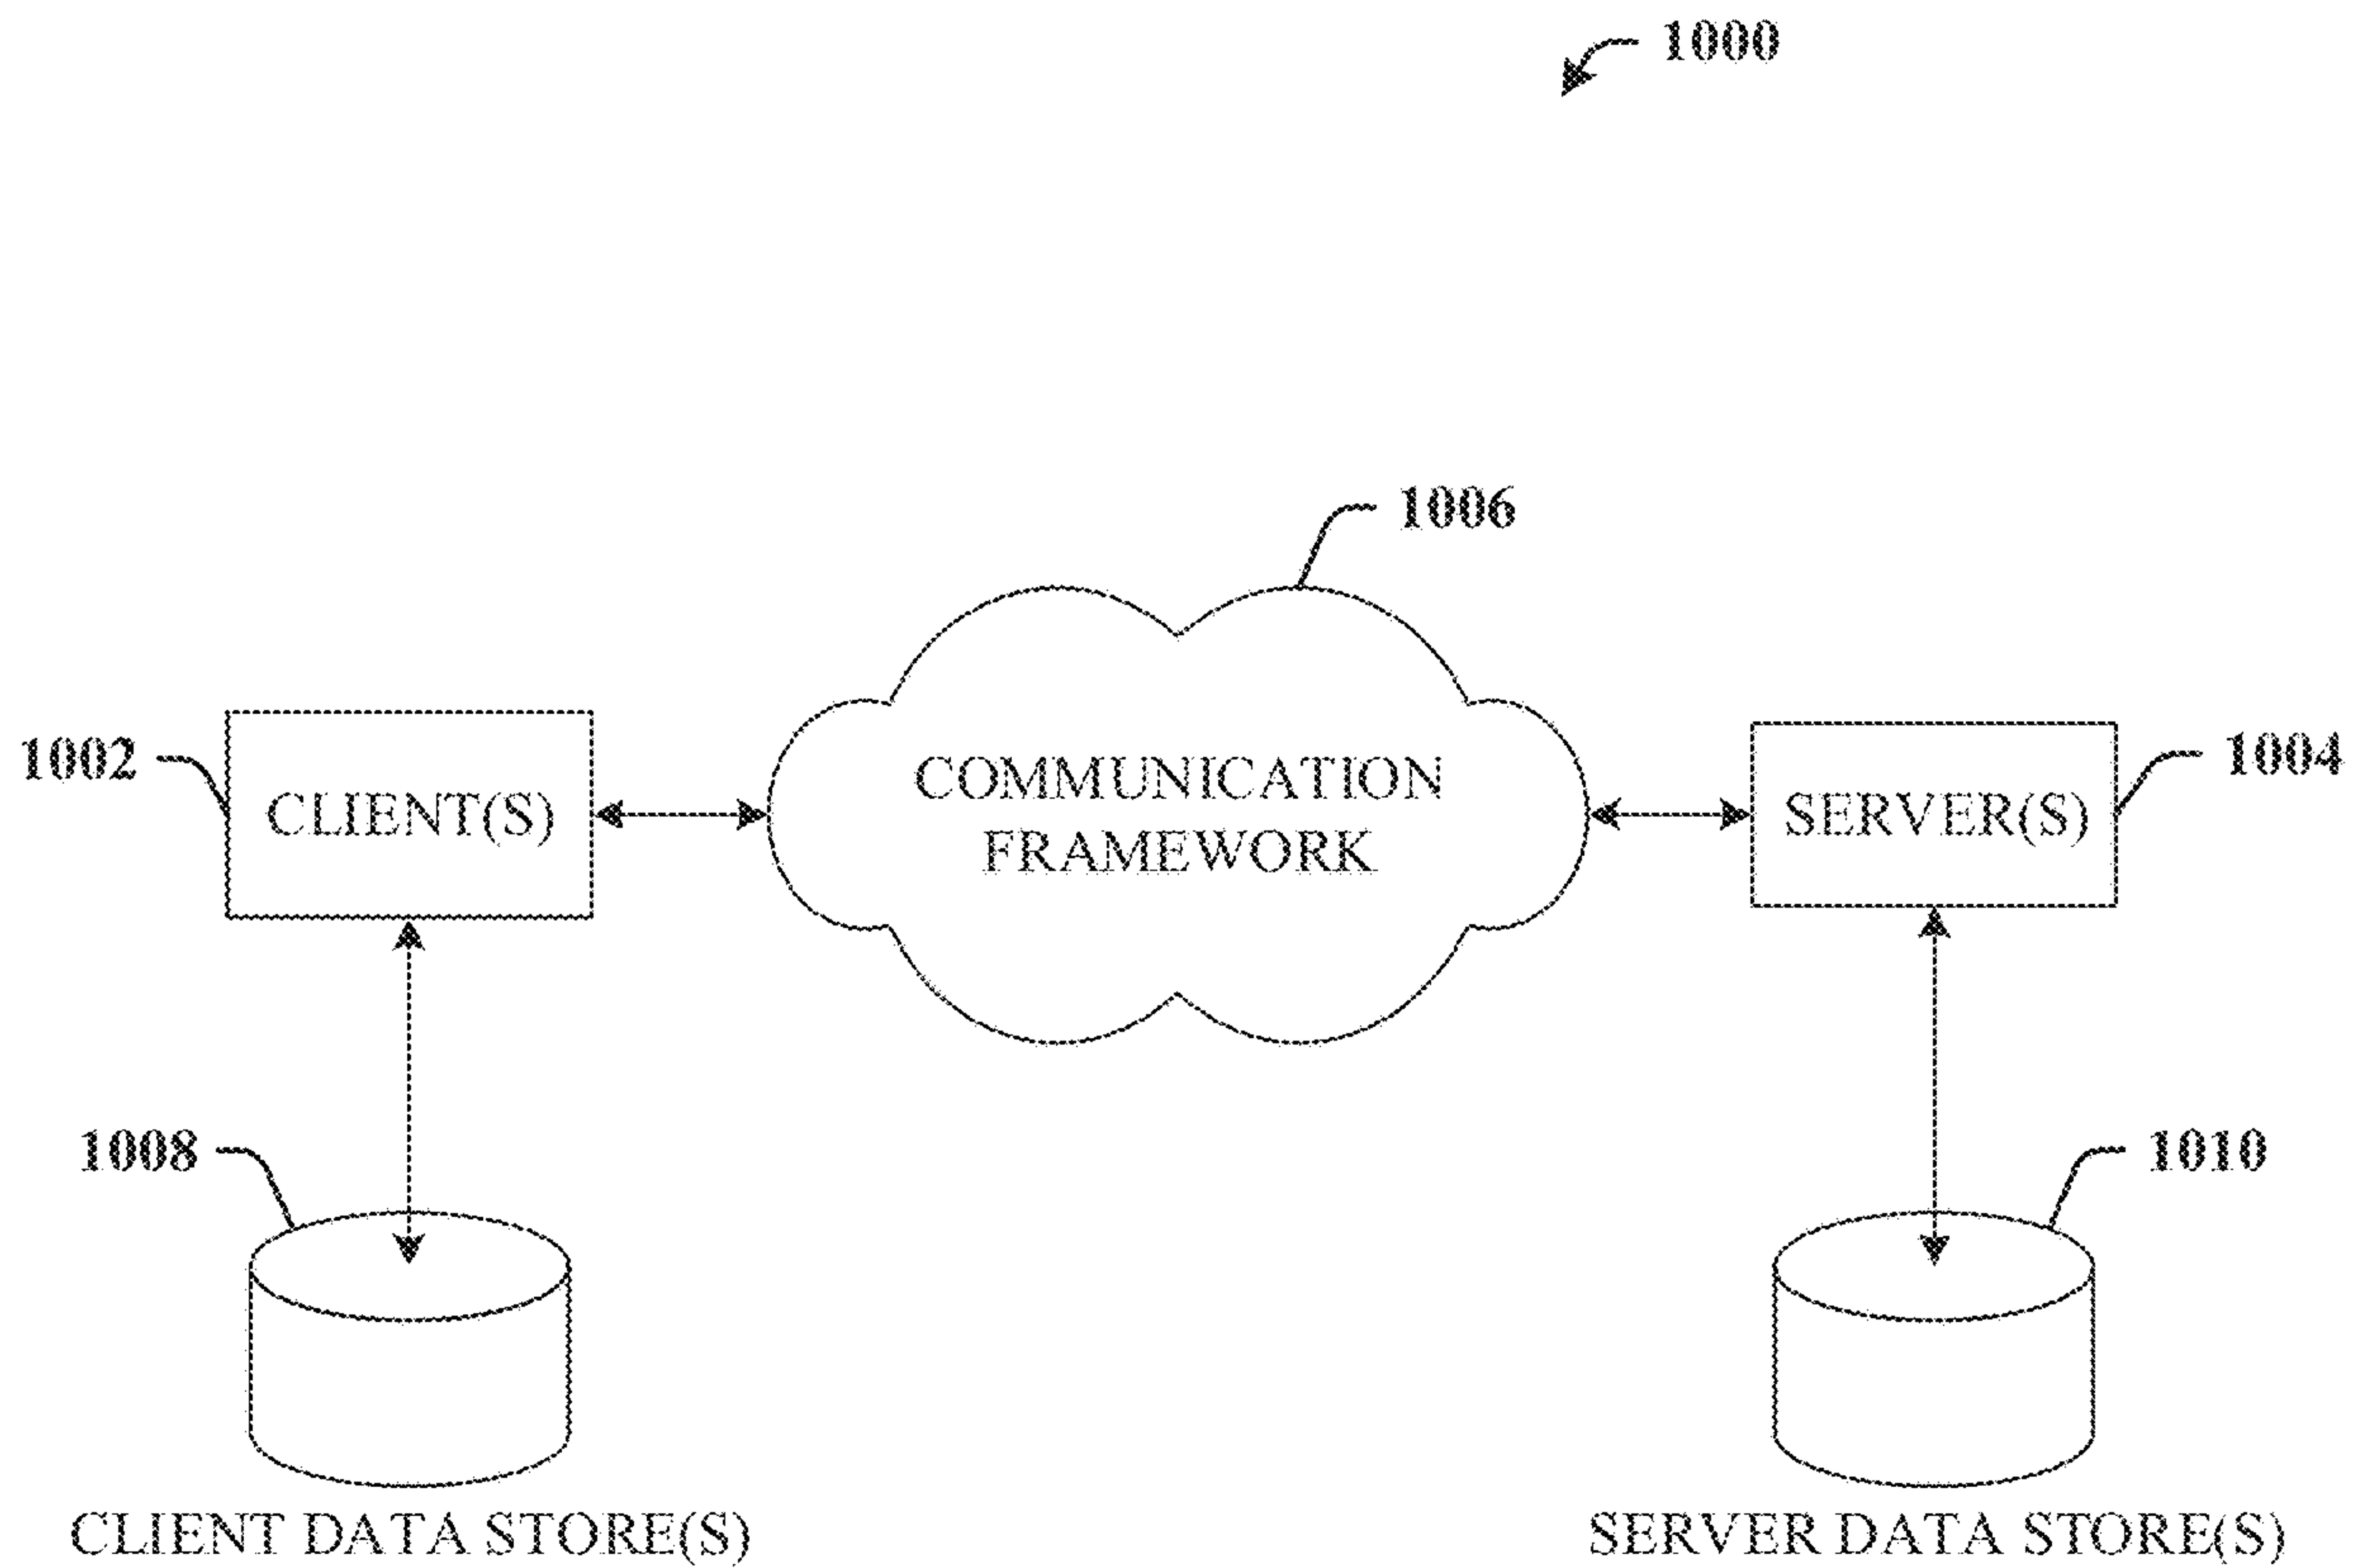 1000
1006
1002
CLIENT(S)
COMMUNICATION
FRAMEWORK
SERVER(S)
1004
1008
1010
CLIENT DATA STORE(S)
SERVER DATA STORE(S)